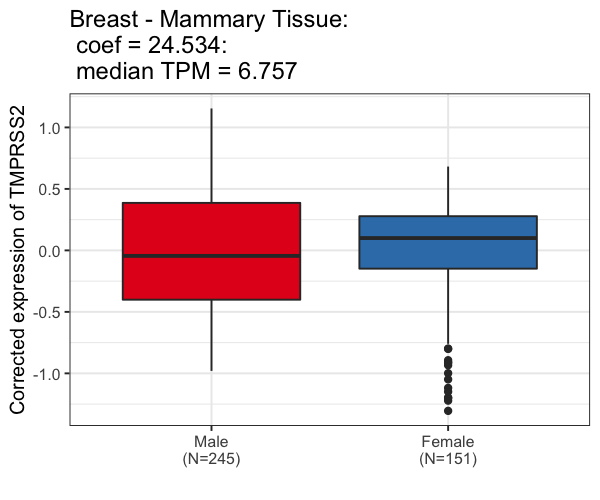 Breast - Mammary Tissue:
coef = 24.534:
median TPM = 6.757
Corrected expression of TMPRSS2
1.0
0.5
0.0
-0.5
-1.0
Male
(N=245)
Female
(N=151)